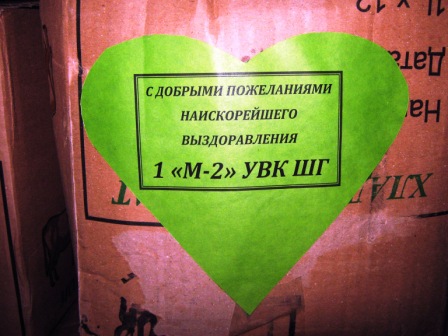 С ДОБРЫМИ ПОЖЕЛАНИЯМИ
НАИСКОРЕЙШЕГО
ВЫЗДОРАВЛЕНИЯ
1 «М-2» УВК ШГ